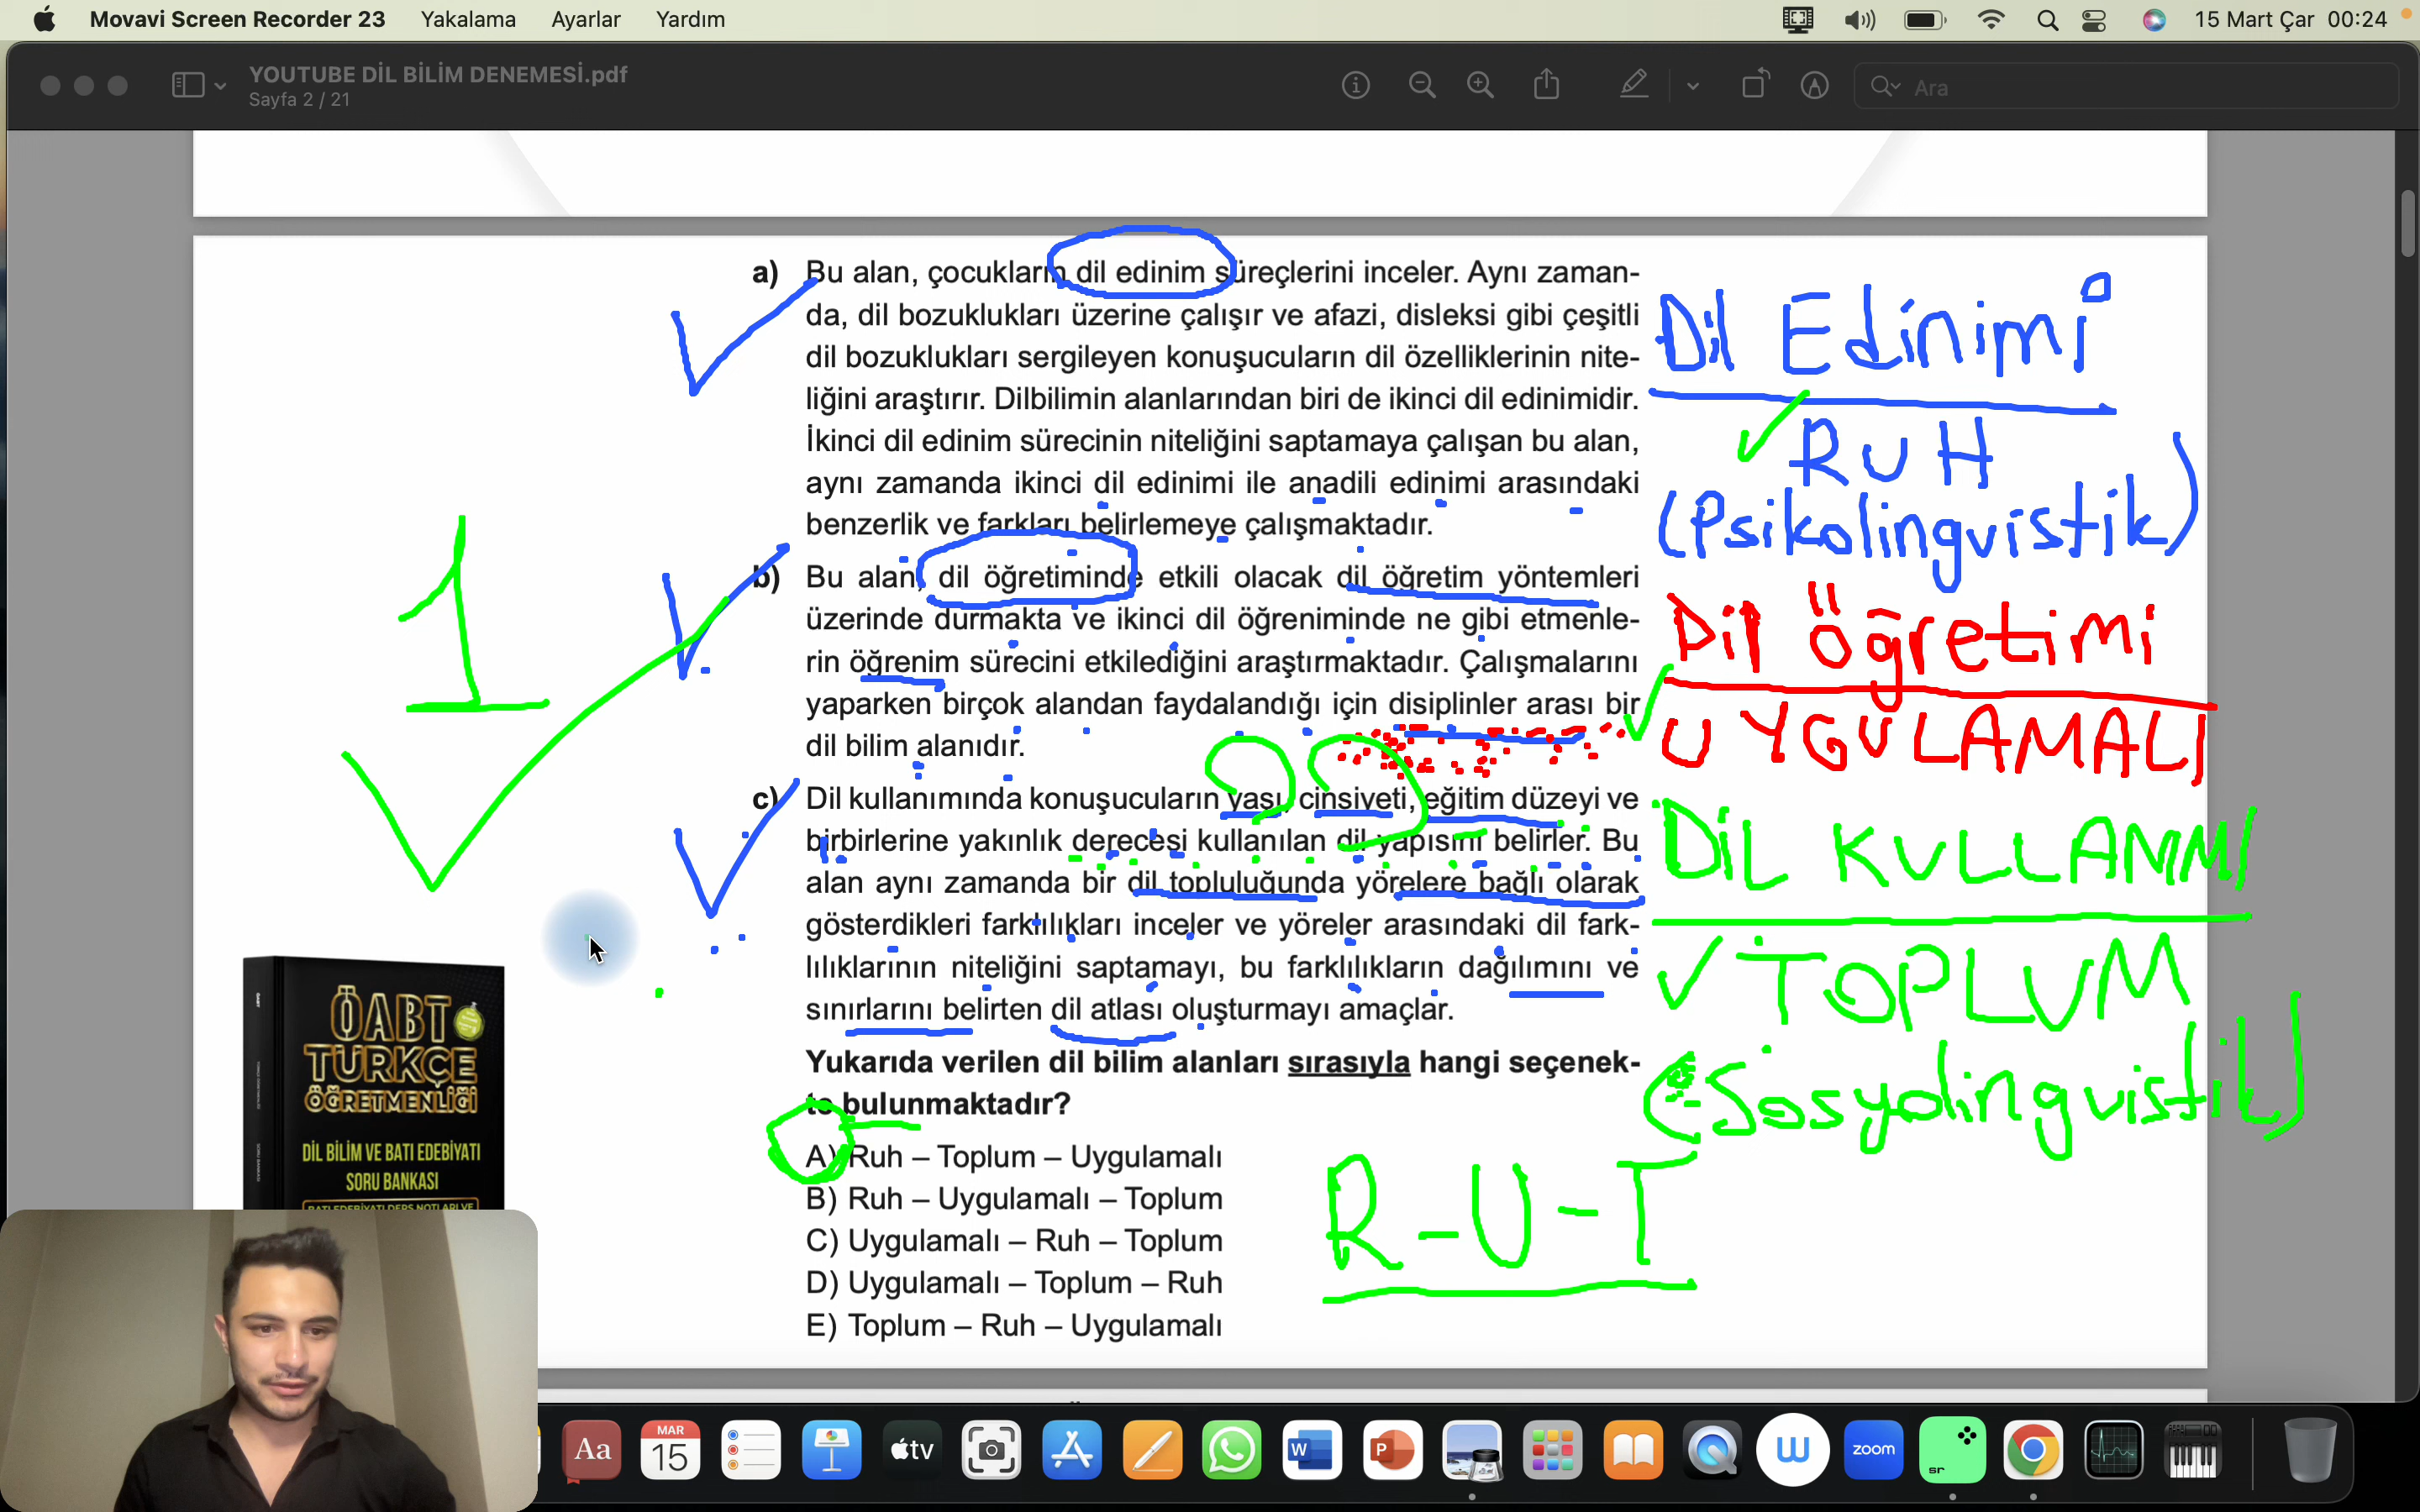 Movavi Screen Recorder 23 Yakalama Ayarlar Yardım 15 Mart Çar 00:24
YOUTUBE DİL BİLİM DENEMESİ.pdf
Sayfa 2 / 21
Ara
a) Bu alan, çocukların dil edinim süreçlerini inceler. Aynı zaman-
da, dil bozuklukları üzerine çalışır ve afazi, disleksi gibi çeşitli
dil bozuklukları sergileyen konuşucuların dil özelliklerinin nite-
liğini araştırır. Dilbilimin alanlarından biri de ikinci dil edinimidir.
İkinci dil edinim sürecinin niteliğini saptamaya çalışan bu alan,
aynı zamanda ikinci dil edinimi ile anadili edinimi arasındaki
benzerlik ve farkları belirlemeye çalışmaktadır.
b) Bu alan, dil öğretiminde etkili olacak dil öğretim yöntemleri
üzerinde durmakta ve ikinci dil öğreniminde ne gibi etmenle-
rin öğrenim sürecini etkilediğini araştırmaktadır. Çalışmalarını
yaparken birçok alandan faydalandığı için disiplinler arası bir
dil bilim alanıdır.
c) Dil kullanımında konuşucuların yaşı, cinsiyeti, eğitim düzeyi ve
birbirlerine yakınlık derecesi kullanılan dil yapısını belirler. Bu
alan aynı zamanda bir dil topluluğunda yörelere bağlı olarak
gösterdikleri farklılıkları inceler ve yöreler arasındaki dil fark-
lılıklarının niteliğini saptamayı, bu farklılıkların dağılımını ve
sınırlarını belirten dil atlası oluşturmayı amaçlar.
Yukarıda verilen dil bilim alanları sırasıyla hangi seçenek-
te bulunmaktadır?
A) Ruh – Toplum – Uygulamalı
B) Ruh – Uygulamalı – Toplum
C) Uygulamalı – Ruh – Toplum
D) Uygulamalı – Toplum – Ruh
E) Toplum – Ruh – Uygulamalı
Dil Edinimi
RUH
(Psikolingvistik)
Dil Öğretimi
UYGULAMALI
DİL KULLANIMI
TOPLUM
(Sosyolingvistik)
R-U-T
1
ÖABT
TÜRKÇE
ÖĞRETMENLİĞİ
DİL BİLİM VE BATI EDEBİYATI
SORU BANKASI
BATI EDEBİYATI DERS NOTLARI VE
Aa
MAR
15
tv
W
P
W
zoom
sr